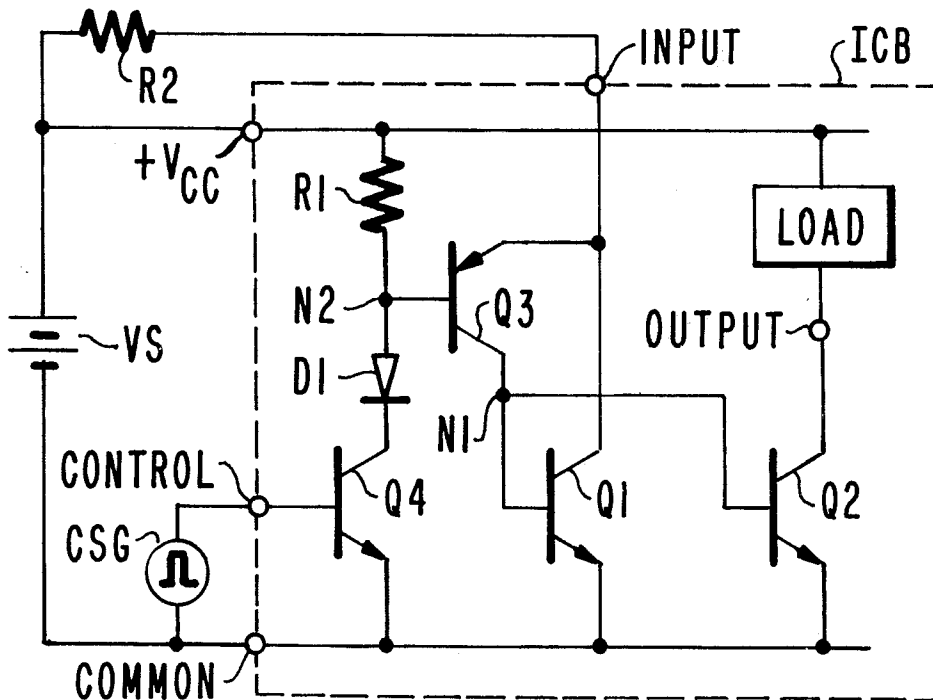 INPUT
ICB
R2
+VCC
R1
LOAD
N2
Q3
OUTPUT
VS
D1
N1
CONTROL
Q4
Q1
Q2
CSG
COMMON